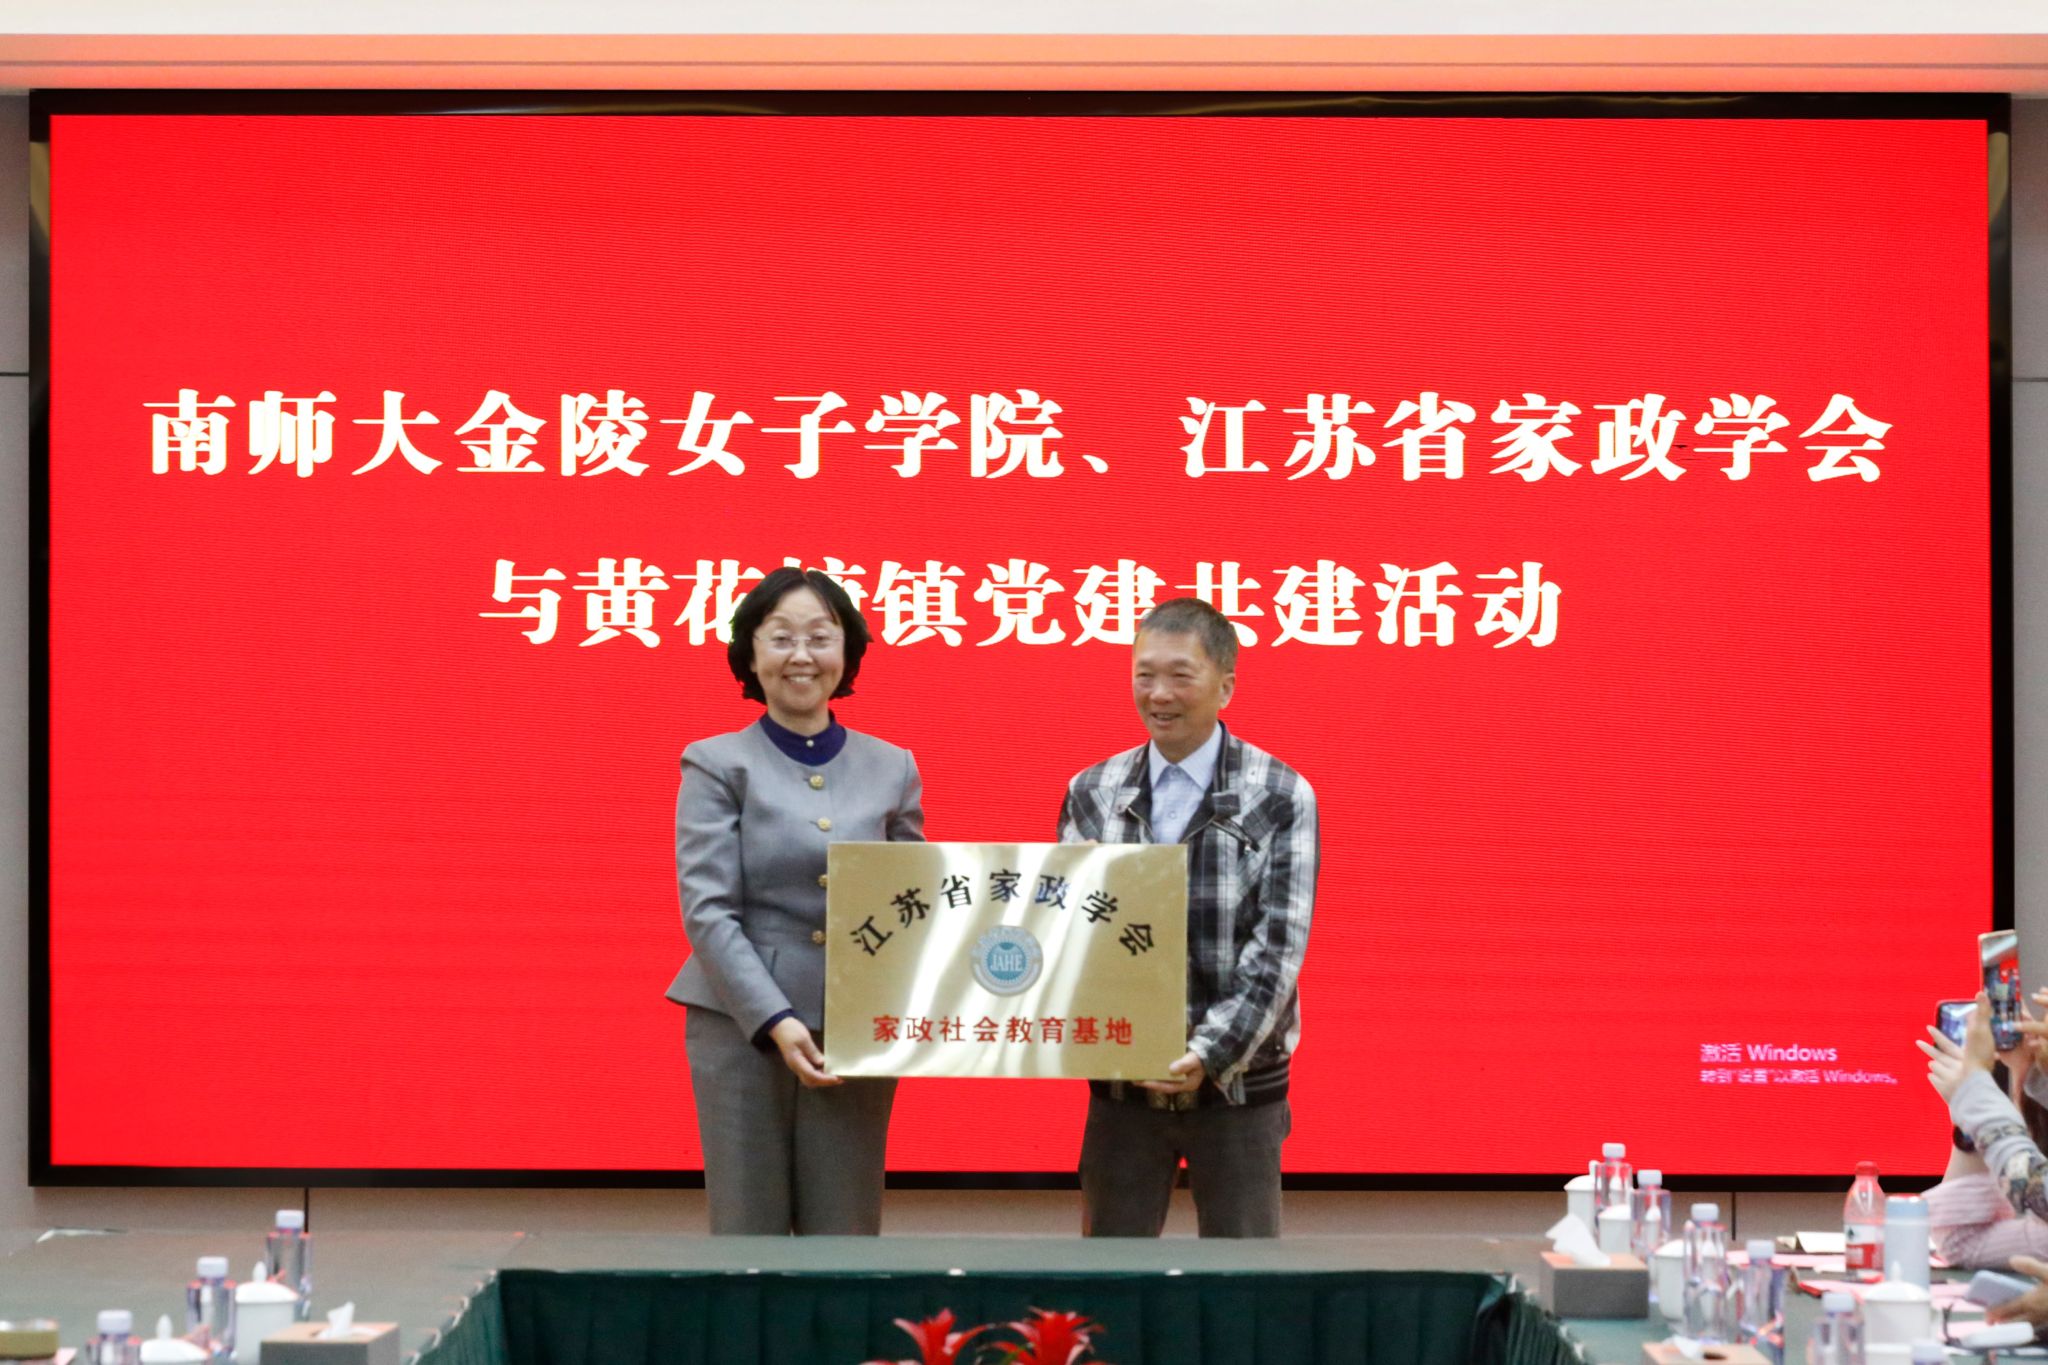 南师大金陵女子学院、江苏省家政学会
与黄花塘镇党建共建活动
江苏省家政学会
JAHE
家政社会教育基地
激活 Windows
转到"设置"以激活 Windows。